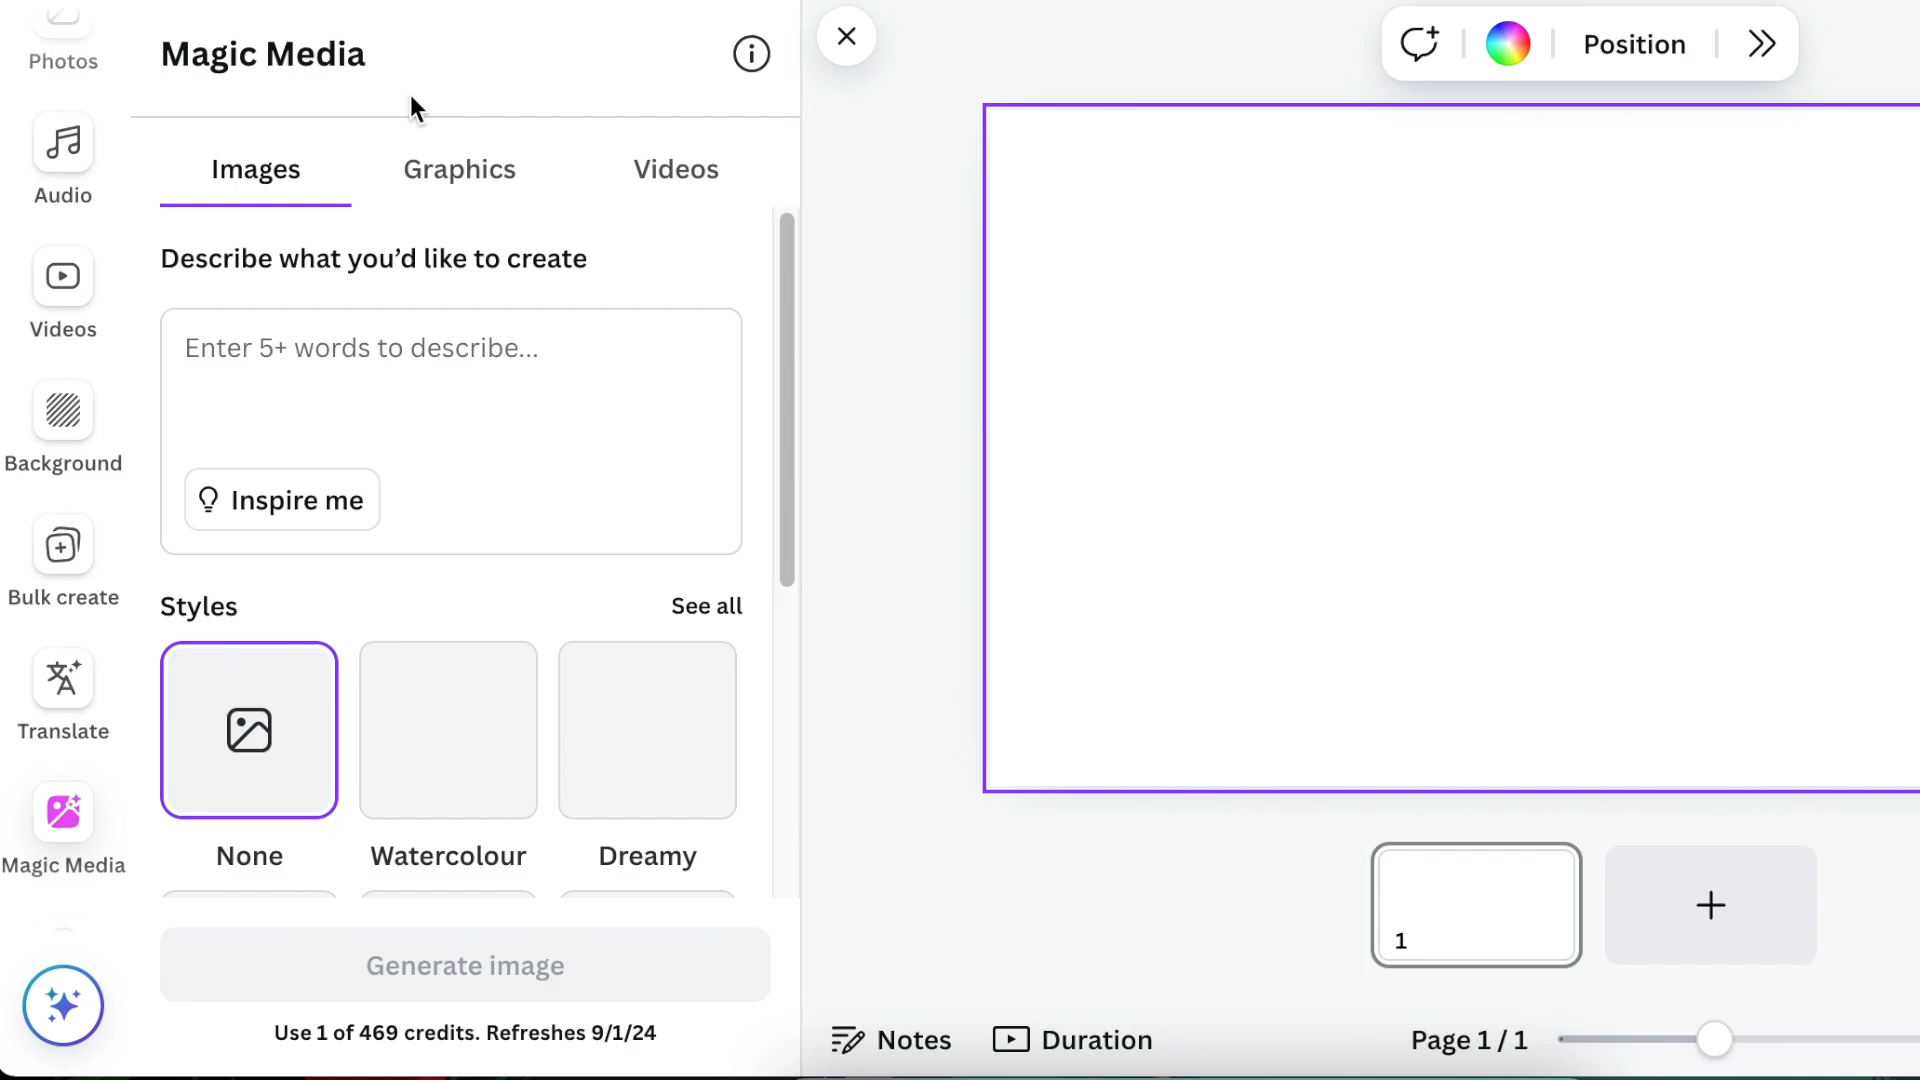 Photos
Audio
Videos
Background
Bulk create
Translate
Magic Media
Magic Media
Images
Graphics
Videos
Describe what you’d like to create
Enter 5+ words to describe...
Inspire me
Styles
See all
None
Watercolour
Dreamy
Generate image
Use 1 of 469 credits. Refreshes 9/1/24
Position
1
Notes
Duration
Page 1 / 1